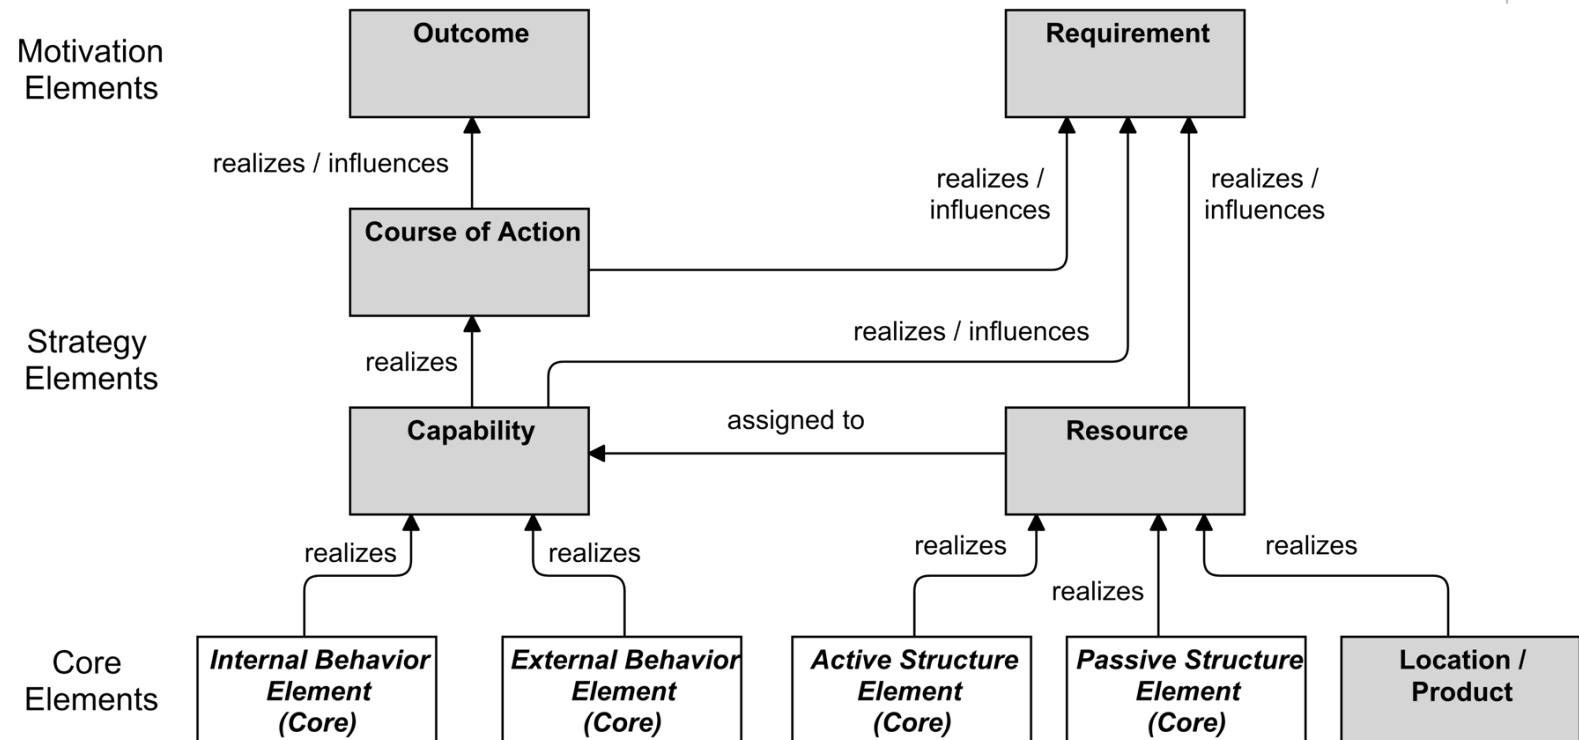 Motivation
Elements
Outcome
Requirement
realizes / influences
realizes /
influences
realizes /
influences
Course of Action
Strategy
Elements
realizes
realizes / influences
Capability
assigned to
Resource
realizes
realizes
realizes
realizes
realizes
Core
Elements
Internal Behavior
Element
(Core)
External Behavior
Element
(Core)
Active Structure
Element
(Core)
Passive Structure
Element
(Core)
Location /
Product